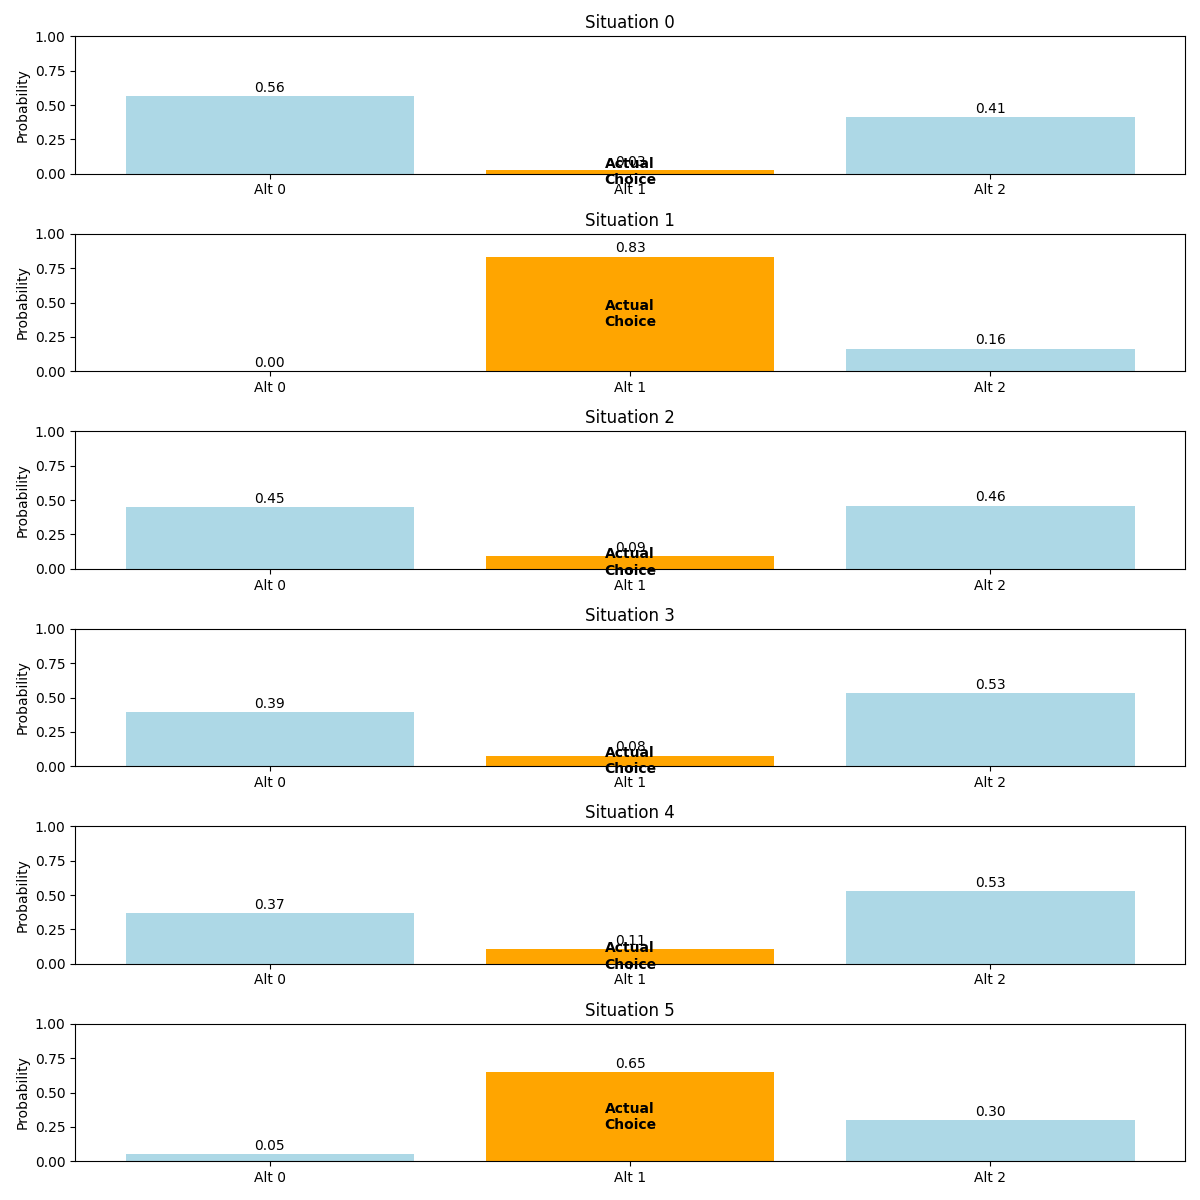 Situation 0
1.00
0.75
0.50
0.25
0.00
Probability
0.56
0.03
0.41
Actual
Choice
Alt 0
Alt 1
Alt 2
Situation 1
1.00
0.75
0.50
0.25
0.00
Probability
0.00
0.83
0.16
Actual
Choice
Alt 0
Alt 1
Alt 2
Situation 2
1.00
0.75
0.50
0.25
0.00
Probability
0.45
0.09
0.46
Actual
Choice
Alt 0
Alt 1
Alt 2
Situation 3
1.00
0.75
0.50
0.25
0.00
Probability
0.39
0.08
0.53
Actual
Choice
Alt 0
Alt 1
Alt 2
Situation 4
1.00
0.75
0.50
0.25
0.00
Probability
0.37
0.11
0.53
Actual
Choice
Alt 0
Alt 1
Alt 2
Situation 5
1.00
0.75
0.50
0.25
0.00
Probability
0.05
0.65
0.30
Actual
Choice
Alt 0
Alt 1
Alt 2